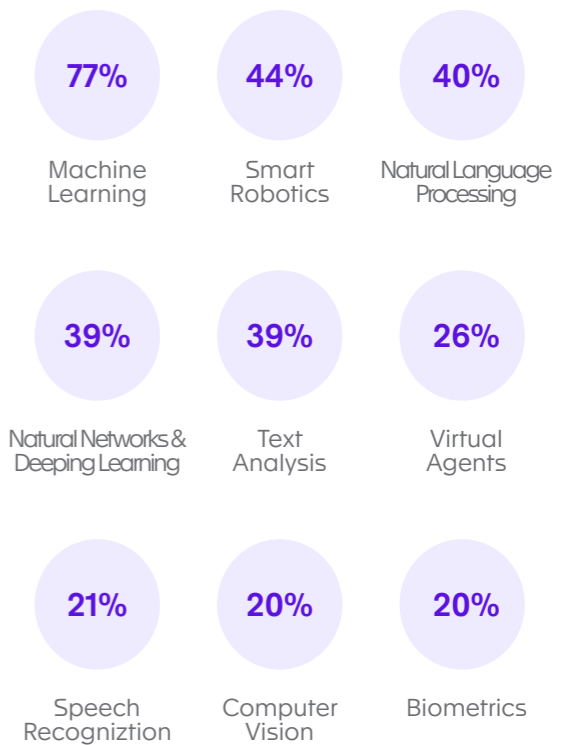 77%
44%
40%
Machine
Learning
Smart
Robotics
Natural Language
Processing
39%
39%
26%
Natural Networks &
Deeping Learning
Text
Analysis
Virtual
Agents
21%
20%
20%
Speech
Recogniztion
Computer
Vision
Biometrics